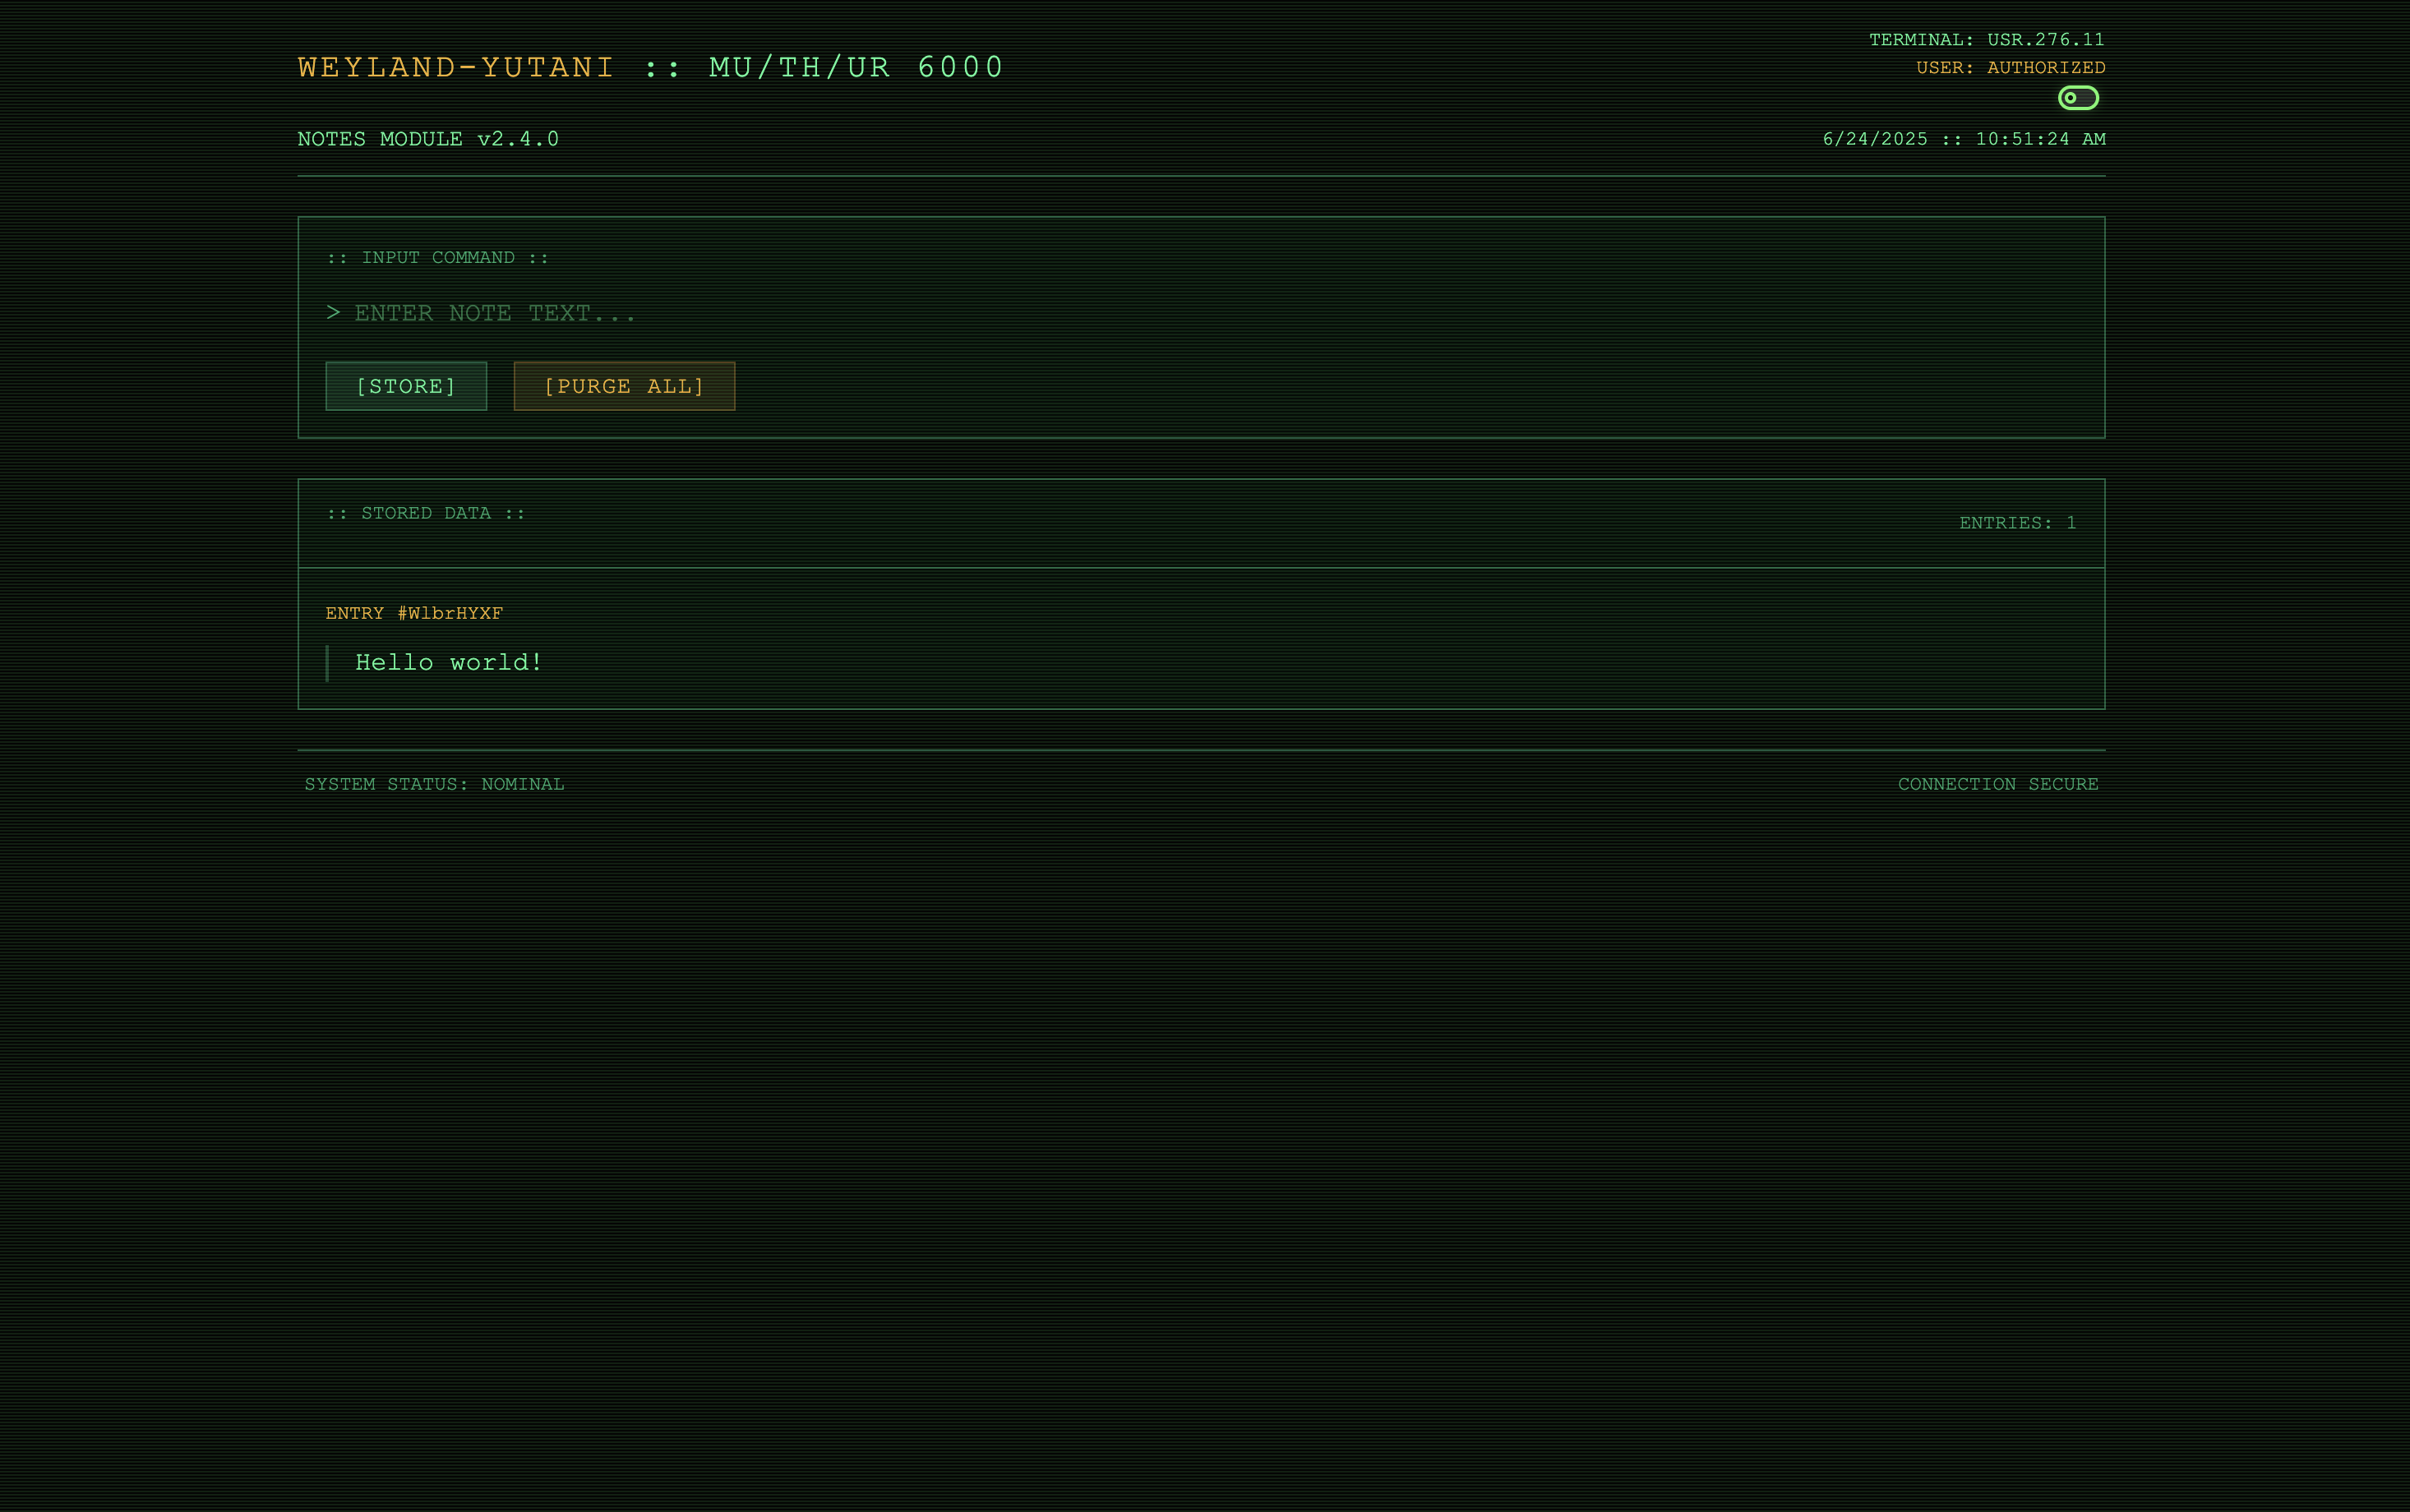 WEYLAND-YUTANI :: MU/TH/UR 6000
TERMINAL: USR.276.11
USER: AUTHORIZED
NOTES MODULE v2.4.0
6/24/2025 :: 10:51:24 AM
:: INPUT COMMAND ::
> ENTER NOTE TEXT...
[STORE] [PURGE ALL]
:: STORED DATA ::
ENTRIES: 1
ENTRY #WlbrHYXF
Hello world!
SYSTEM STATUS: NOMINAL
CONNECTION SECURE